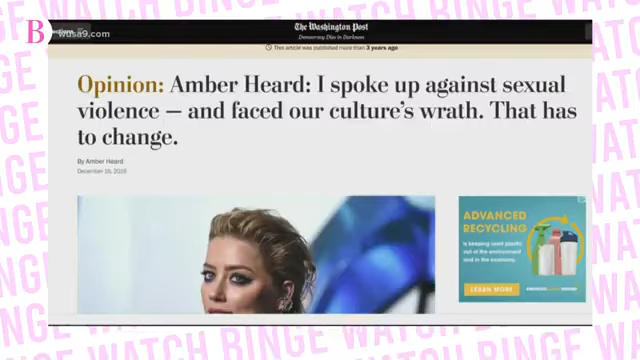 B
wusa9.com
The Washington Post
Democracy Dies in Darkness
This article was published more than 3 years ago
Opinion: Amber Heard: I spoke up against sexual
violence — and faced our culture's wrath. That has
to change.
By Amber Heard
December 18, 2018
ADVANCED
RECYCLING
is keeping used plastic
out of the environment
and in the economy.
LEARN MORE
BINGE WATCH BINGE WATCH